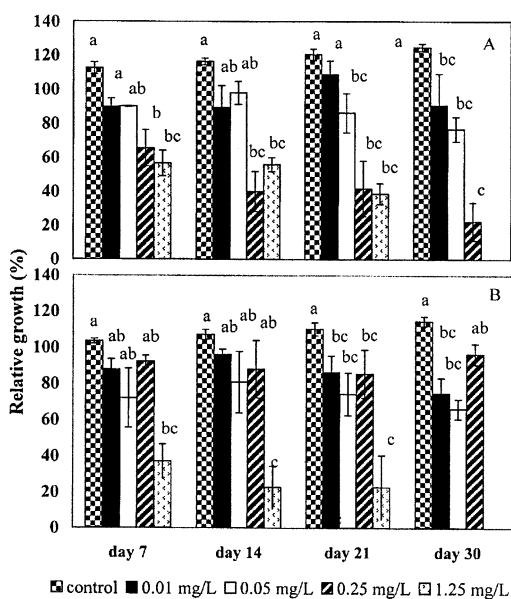 140
120
100
80
60
40
20
0
A
a a ab b bc
a ab ab bc bc
a a bc bc bc
a bc bc c
Relative growth (%)
140
120
100
80
60
40
20
0
B
a ab ab ab bc
a ab ab ab c
a bc bc ab c
a bc bc ab
day 7 day 14 day 21 day 30
control 0.01 mg/L 0.05 mg/L 0.25 mg/L 1.25 mg/L